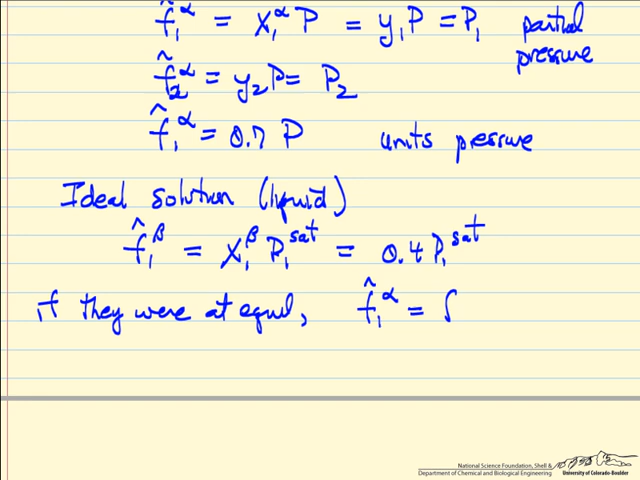 f̂₁^α = x₁^α P = y₁P = P₁ partial pressure
f̂₂^α = y₂P = P₂
f̂₁^α = 0.7 P units pressure
Ideal solution (liquid)
f̂₁^β = x₁^β P₁^sat = 0.4 P₁^sat
if they were at equil, f̂₁^α = f
National Science Foundation, Shell &
Department of Chemical and Biological Engineering
University of Colorado-Boulder